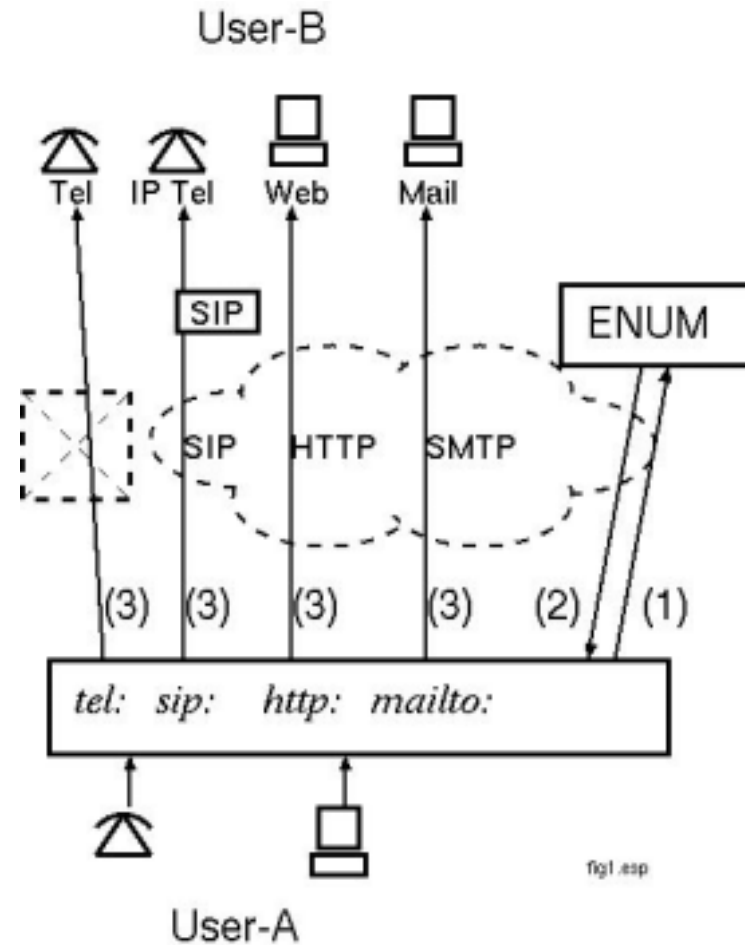 User-B
Tel IP Tel Web Mail
SIP
ENUM
SIP HTTP SMTP
(3) (3) (3) (3) (2) (1)
tel: sip: http: mailto:
fig1.esp
User-A